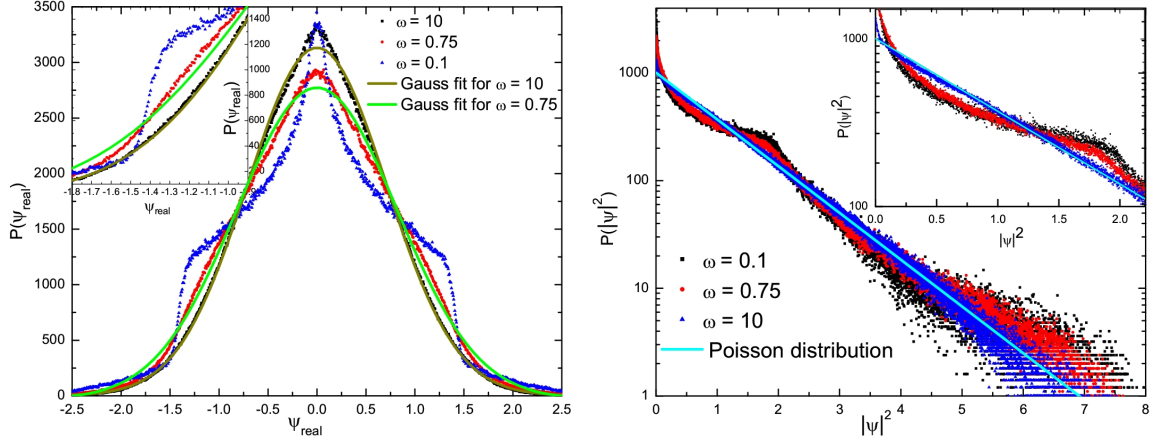 3500
3000
2500
2000
1500
1000
500
0
P(ψreal)
-2.5 -2.0 -1.5 -1.0 -0.5 0.0 0.5 1.0 1.5 2.0 2.5
ψreal
1400
1200
1000
800
600
400
200
P(ψreal)
-1.8 -1.7 -1.6 -1.5 -1.4 -1.3 -1.2 -1.1 -1.0 -0.9
ψreal
ω = 10
ω = 0.75
ω = 0.1
Gauss fit for ω = 10
Gauss fit for ω = 0.75
1000
100
10
1
P(|ψ|²)
0 1 2 3 4 5 6 7 8
|ψ|²
1000
100
P(|ψ|²)
0.0 0.5 1.0 1.5 2.0
|ψ|²
ω = 0.1
ω = 0.75
ω = 10
Poisson distribution